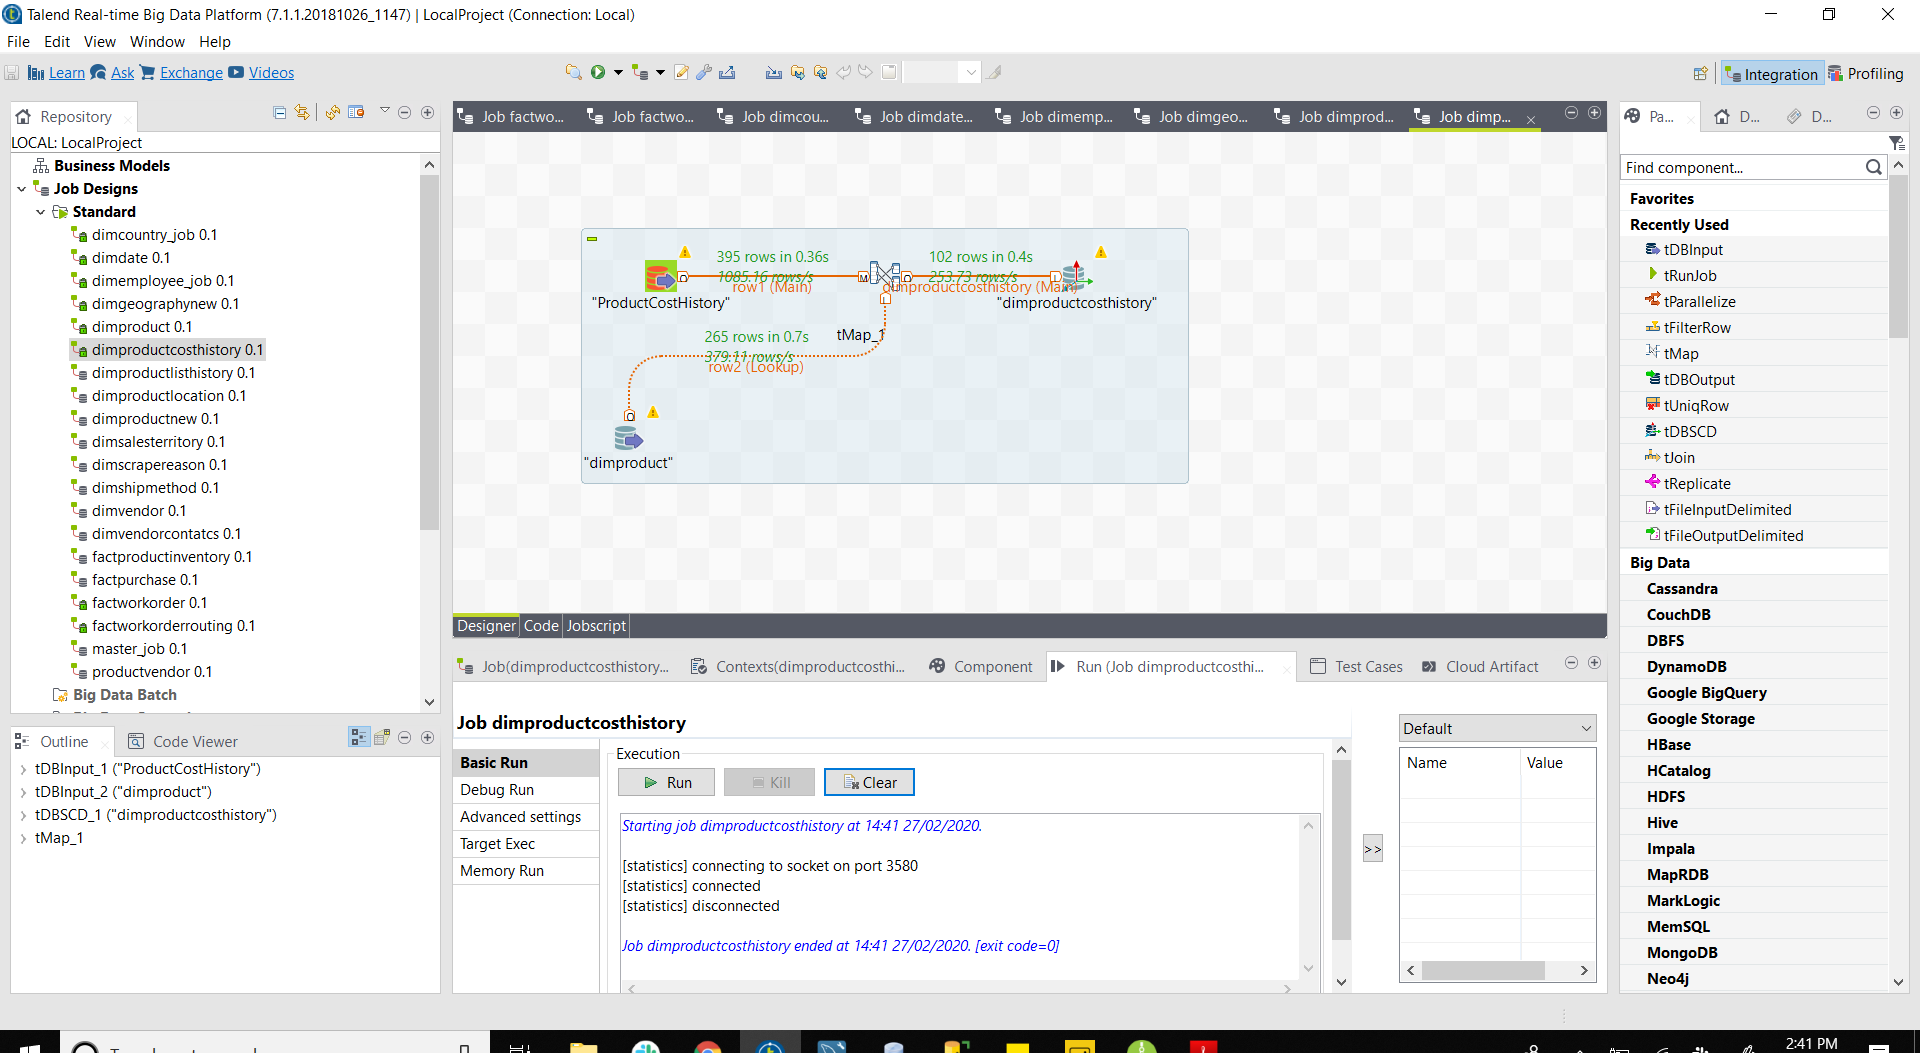 Talend Real-time Big Data Platform (7.1.1.20181026_1147) | LocalProject (Connection: Local)
File Edit View Window Help
Learn Ask Exchange Videos
Integration Profiling
Repository
LOCAL: LocalProject
Business Models
Job Designs
Standard
dimcountry_job 0.1
dimdate 0.1
dimemployee_job 0.1
dimgeographynew 0.1
dimproduct 0.1
dimproductcosthistory 0.1
dimproductlisthistory 0.1
dimproductlocation 0.1
dimproductnew 0.1
dimsalesterritory 0.1
dimscrapereason 0.1
dimshipmethod 0.1
dimvendor 0.1
dimvendorcontatcs 0.1
factproductinventory 0.1
factpurchase 0.1
factworkorder 0.1
factworkorderrouting 0.1
master_job 0.1
productvendor 0.1
Big Data Batch
Outline Code Viewer
tDBInput_1 ("ProductCostHistory")
tDBInput_2 ("dimproduct")
tDBSCD_1 ("dimproductcosthistory")
tMap_1
Job factwo... Job factwo... Job dimcou... Job dimdate... Job dimemp... Job dimgeo... Job dimprod... Job dimp...
395 rows in 0.36s
1085.16 rows/s
row1 (Main)
102 rows in 0.4s
253.73 rows/s
dimproductcosthistory (Main)
"ProductCostHistory"
"dimproductcosthistory"
tMap_1
265 rows in 0.7s
379.11 rows/s
row2 (Lookup)
"dimproduct"
Designer Code Jobscript
Job(dimproductcosthistory... Contexts(dimproductcosthi... Component Run (Job dimproductcosthi... Test Cases Cloud Artifact
Job dimproductcosthistory
Basic Run
Debug Run
Advanced settings
Target Exec
Memory Run
Execution
Run Kill Clear
Starting job dimproductcosthistory at 14:41 27/02/2020.
[statistics] connecting to socket on port 3580
[statistics] connected
[statistics] disconnected
Job dimproductcosthistory ended at 14:41 27/02/2020. [exit code=0]
>>
Default
Name Value
Pa... D... D...
Find component...
Favorites
Recently Used
tDBInput
tRunJob
tParallelize
tFilterRow
tMap
tDBOutput
tUniqRow
tDBSCD
tJoin
tReplicate
tFileInputDelimited
tFileOutputDelimited
Big Data
Cassandra
CouchDB
DBFS
DynamoDB
Google BigQuery
Google Storage
HBase
HCatalog
HDFS
Hive
Impala
MapRDB
MarkLogic
MemSQL
MongoDB
Neo4j
2:41 PM